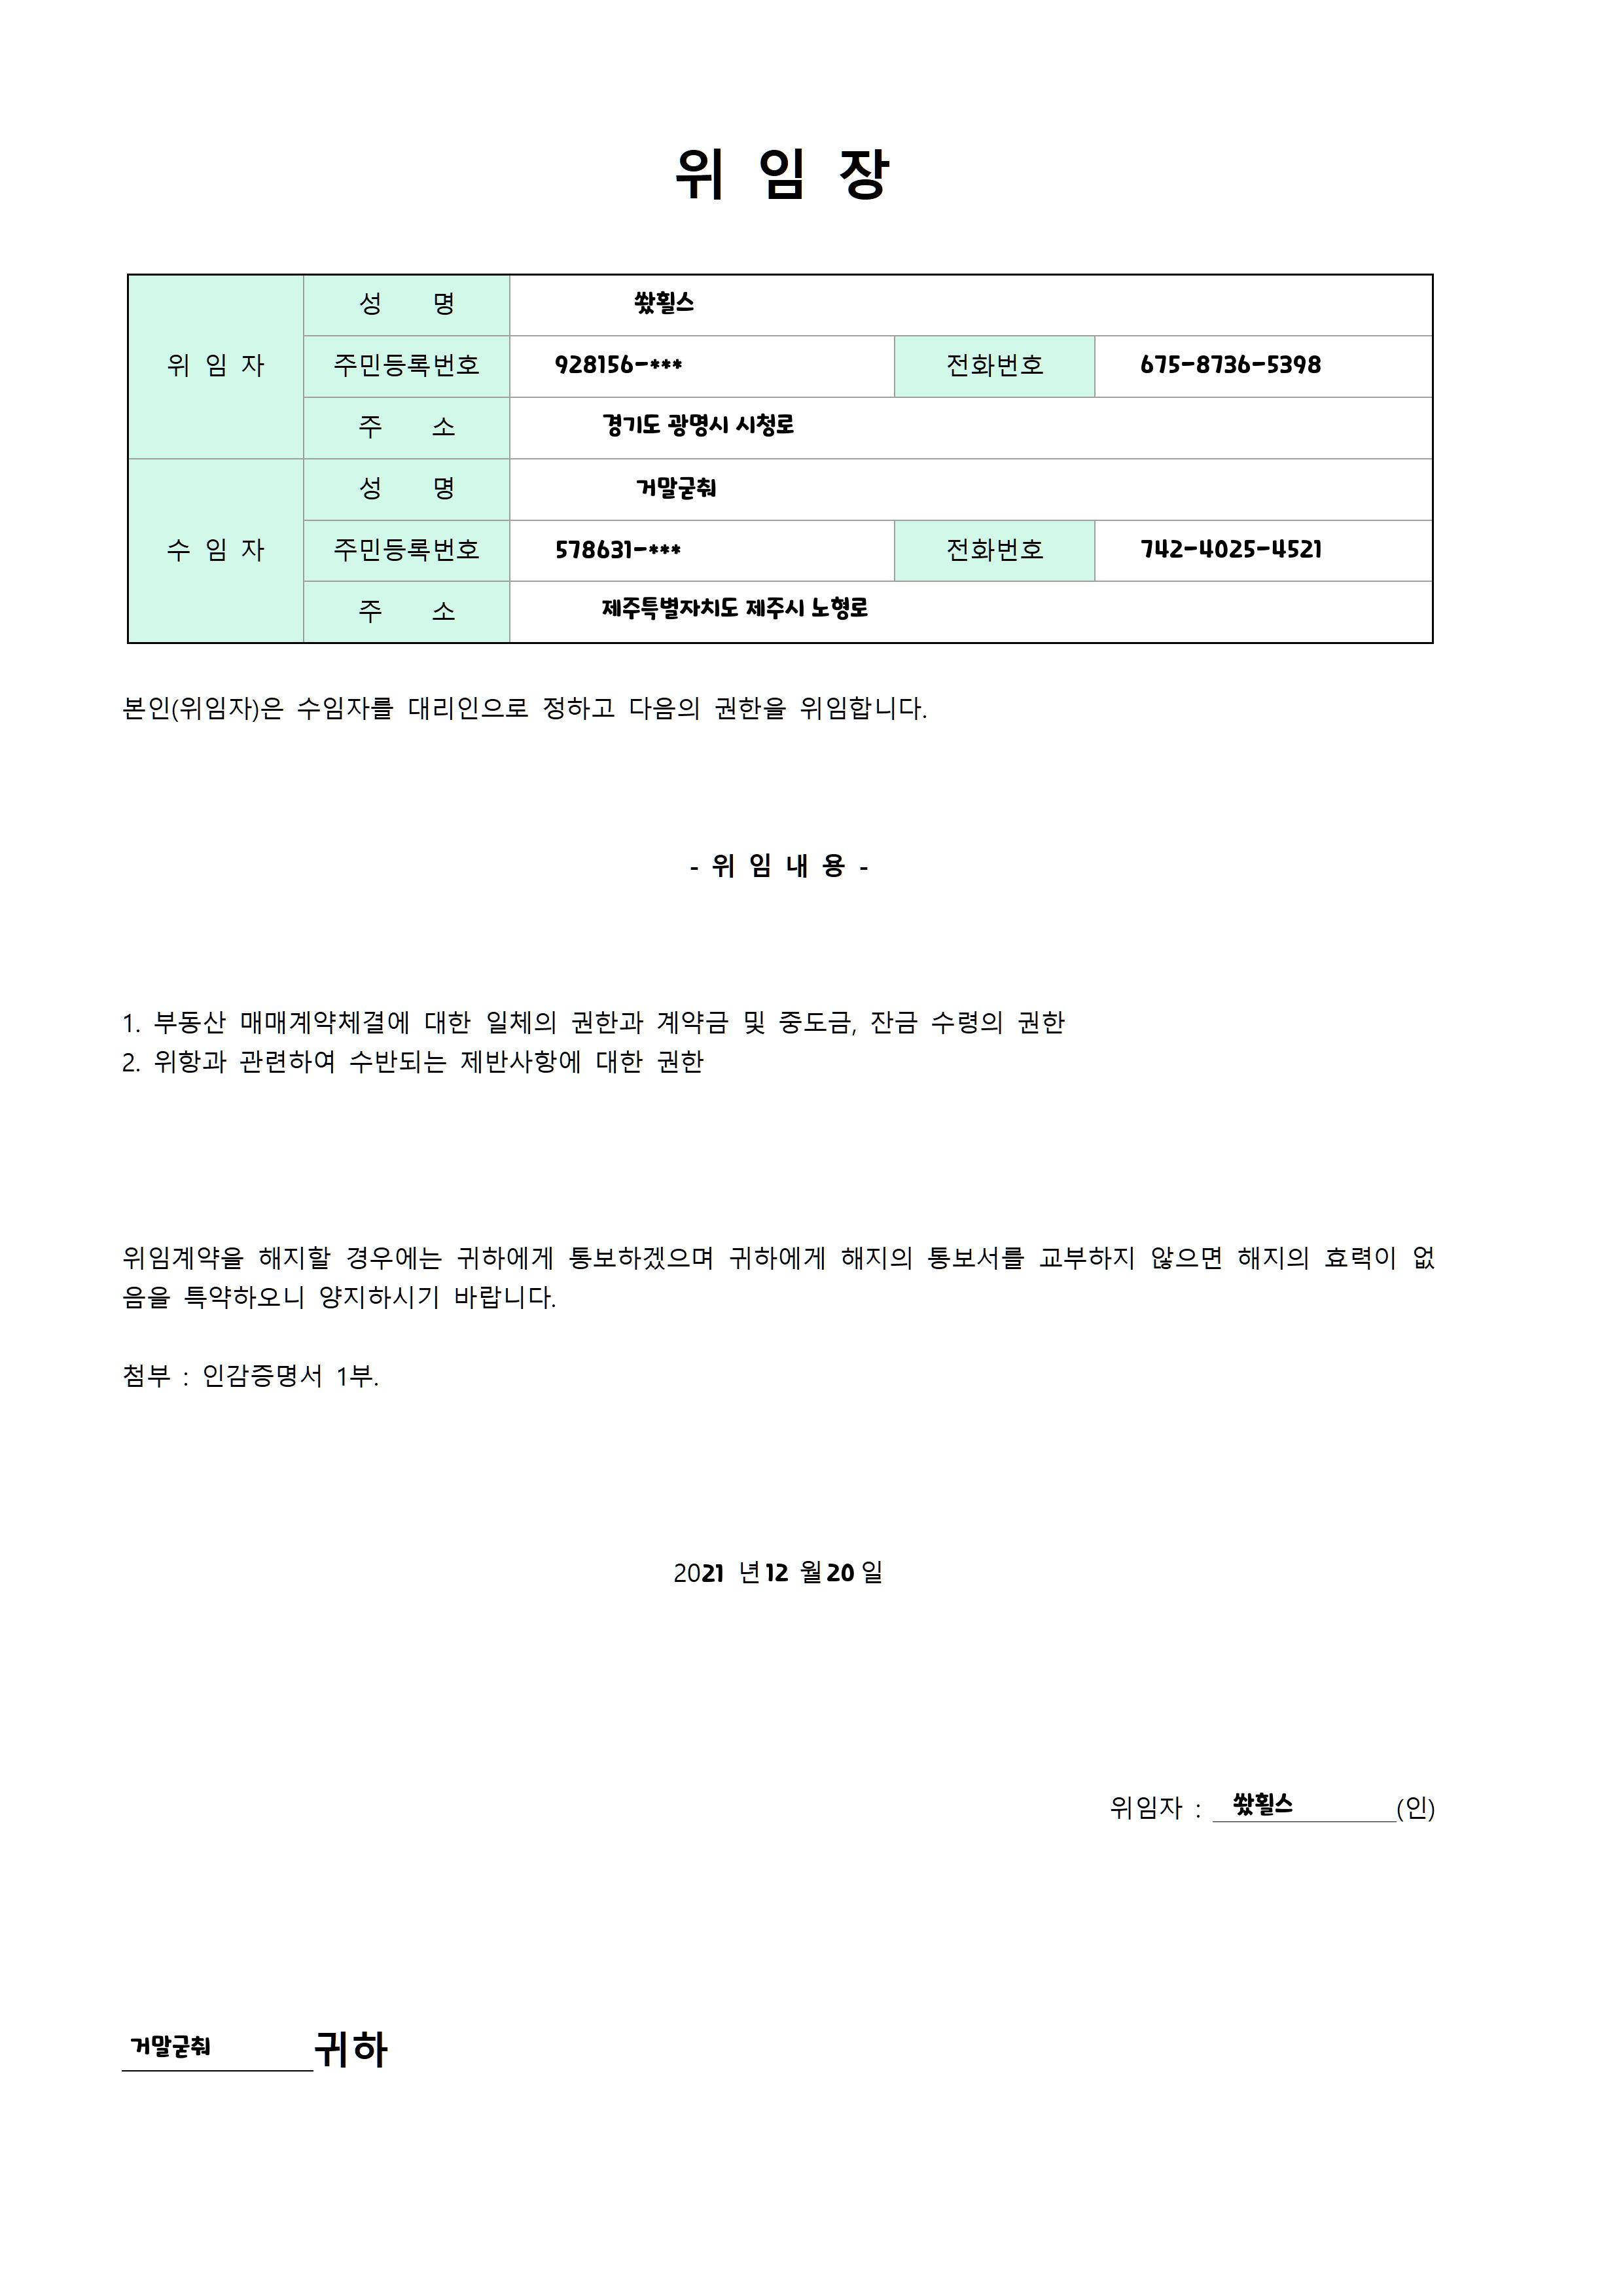 위 임 장
위 임 자
성 명 쐈휠스
주민등록번호 928156-*** 전화번호 675-8736-5398
주 소 경기도 광명시 시청로
수 임 자
성 명 거말굳춰
주민등록번호 578631-*** 전화번호 742-4025-4521
주 소 제주특별자치도 제주시 노형로
본인(위임자)은 수임자를 대리인으로 정하고 다음의 권한을 위임합니다.
- 위 임 내 용 -
1. 부동산 매매계약체결에 대한 일체의 권한과 계약금 및 중도금, 잔금 수령의 권한
2. 위항과 관련하여 수반되는 제반사항에 대한 권한
위임계약을 해지할 경우에는 귀하에게 통보하겠으며 귀하에게 해지의 통보서를 교부하지 않으면 해지의 효력이 없
음을 특약하오니 양지하시기 바랍니다.
첨부 : 인감증명서 1부.
2021 년 12 월 20 일
위임자 : 쐈휠스 (인)
거말굳춰 귀하